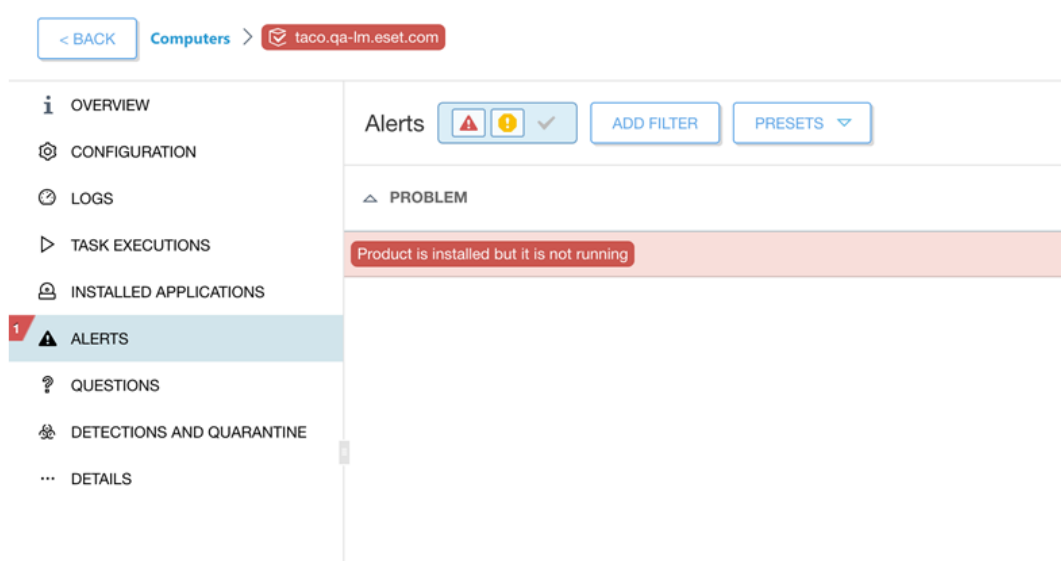 < BACK
Computers > taco.qa-lm.eset.com
i OVERVIEW
CONFIGURATION
LOGS
TASK EXECUTIONS
INSTALLED APPLICATIONS
1 ALERTS
? QUESTIONS
DETECTIONS AND QUARANTINE
··· DETAILS
Alerts
ADD FILTER
PRESETS
PROBLEM
Product is installed but it is not running